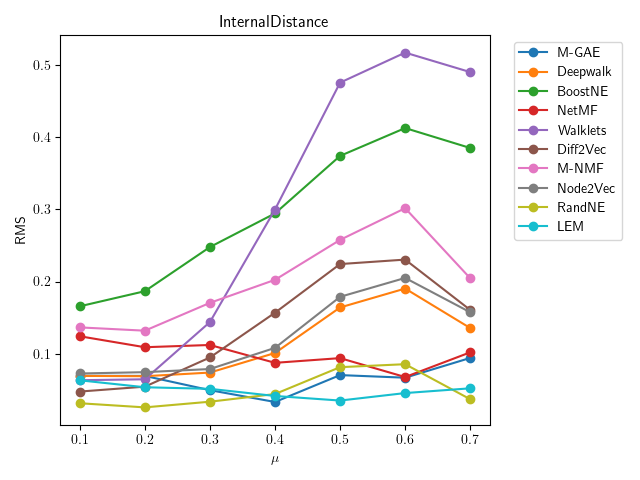 InternalDistance
RMS
0.5
0.4
0.3
0.2
0.1
0.1 0.2 0.3 0.4 0.5 0.6 0.7
μ
M-GAE
Deepwalk
BoostNE
NetMF
Walklets
Diff2Vec
M-NMF
Node2Vec
RandNE
LEM